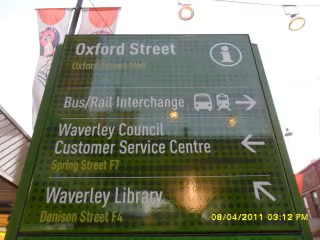 Oxford Street
Oxford Street Mall
Bus/Rail Interchange
Waverley Council
Customer Service Centre
Spring Street F7
Waverley Library
Denison Street F4
08/04/2011 03:12 PM